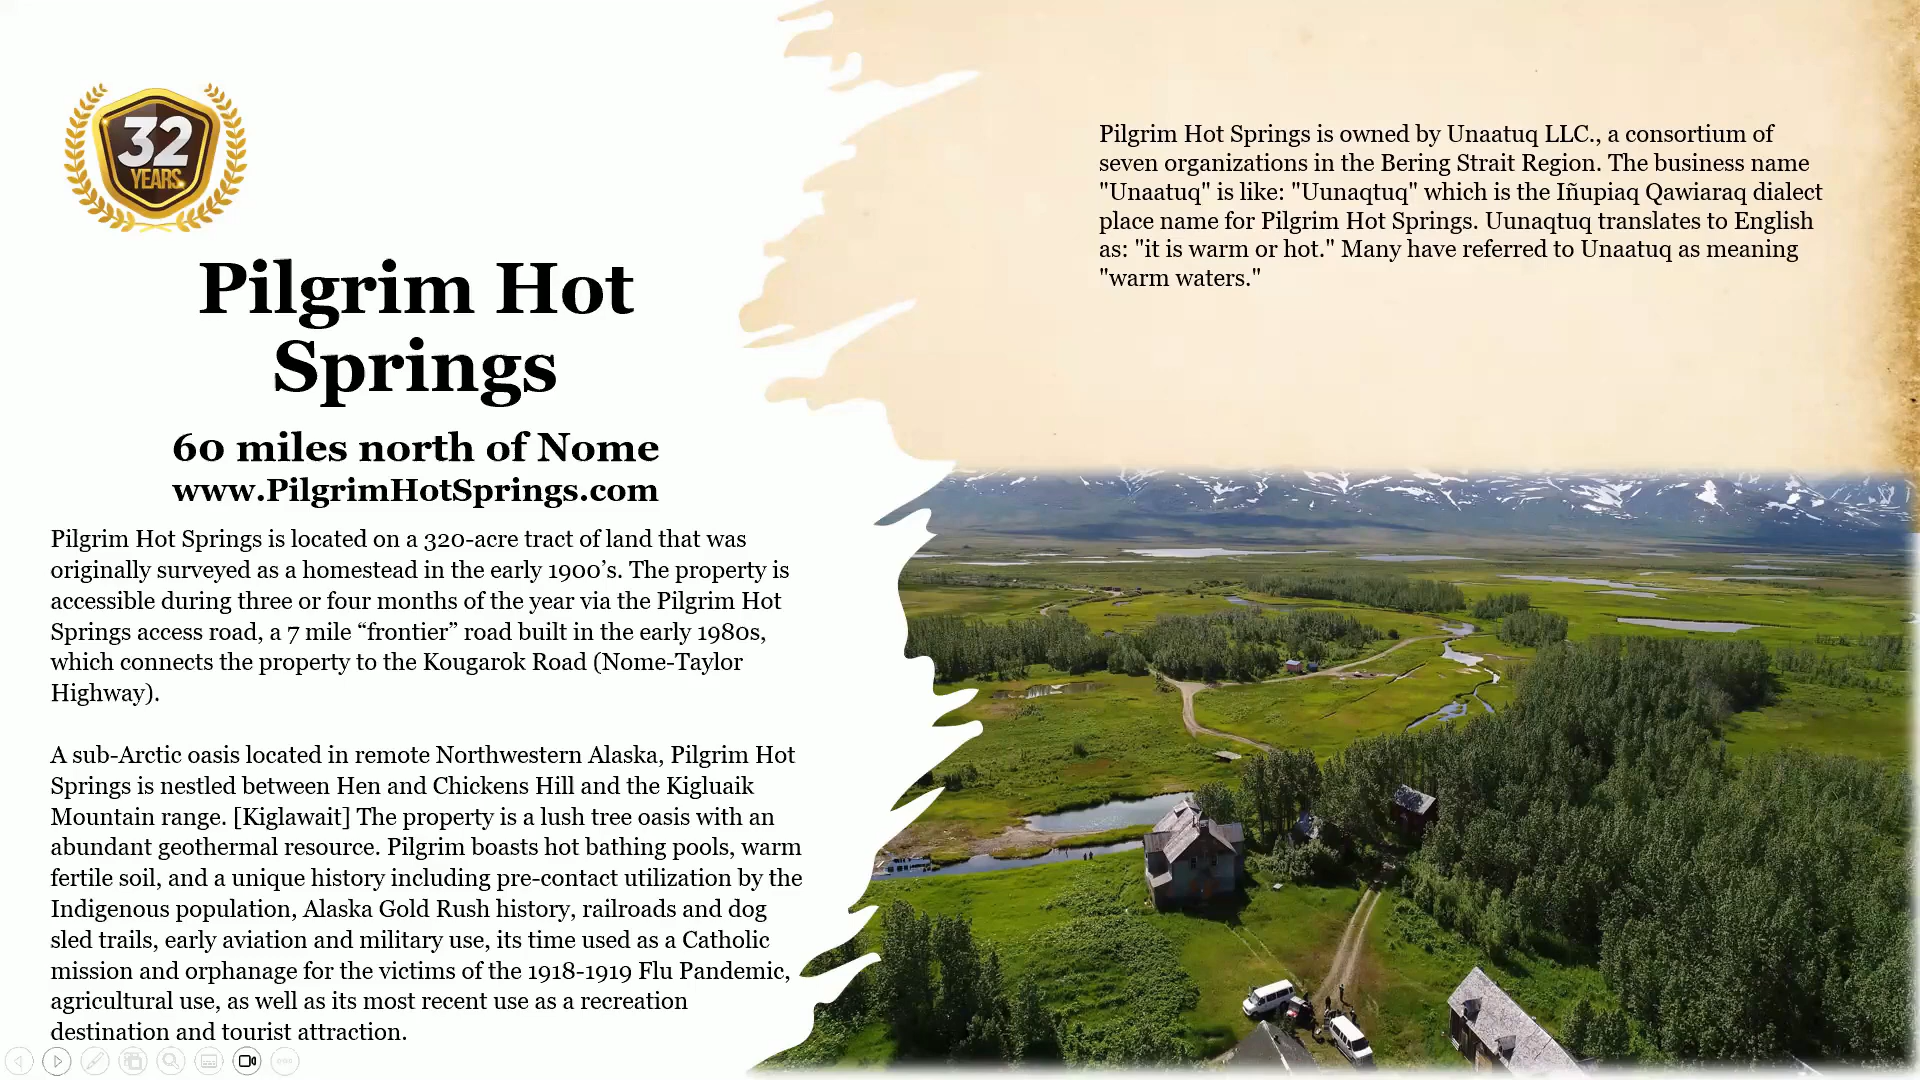 32
YEARS
Pilgrim Hot
Springs
60 miles north of Nome
www.PilgrimHotSprings.com
Pilgrim Hot Springs is located on a 320-acre tract of land that was
originally surveyed as a homestead in the early 1900’s. The property is
accessible during three or four months of the year via the Pilgrim Hot
Springs access road, a 7 mile “frontier” road built in the early 1980s,
which connects the property to the Kougarok Road (Nome-Taylor
Highway).
A sub-Arctic oasis located in remote Northwestern Alaska, Pilgrim Hot
Springs is nestled between Hen and Chickens Hill and the Kigluaik
Mountain range. [Kiglawait] The property is a lush tree oasis with an
abundant geothermal resource. Pilgrim boasts hot bathing pools, warm
fertile soil, and a unique history including pre-contact utilization by the
Indigenous population, Alaska Gold Rush history, railroads and dog
sled trails, early aviation and military use, its time used as a Catholic
mission and orphanage for the victims of the 1918-1919 Flu Pandemic,
agricultural use, as well as its most recent use as a recreation
destination and tourist attraction.
Pilgrim Hot Springs is owned by Unaatuq LLC., a consortium of
seven organizations in the Bering Strait Region. The business name
"Unaatuq" is like: "Uunaqtuq" which is the Iñupiaq Qawiaraq dialect
place name for Pilgrim Hot Springs. Uunaqtuq translates to English
as: "it is warm or hot." Many have referred to Unaatuq as meaning
"warm waters."